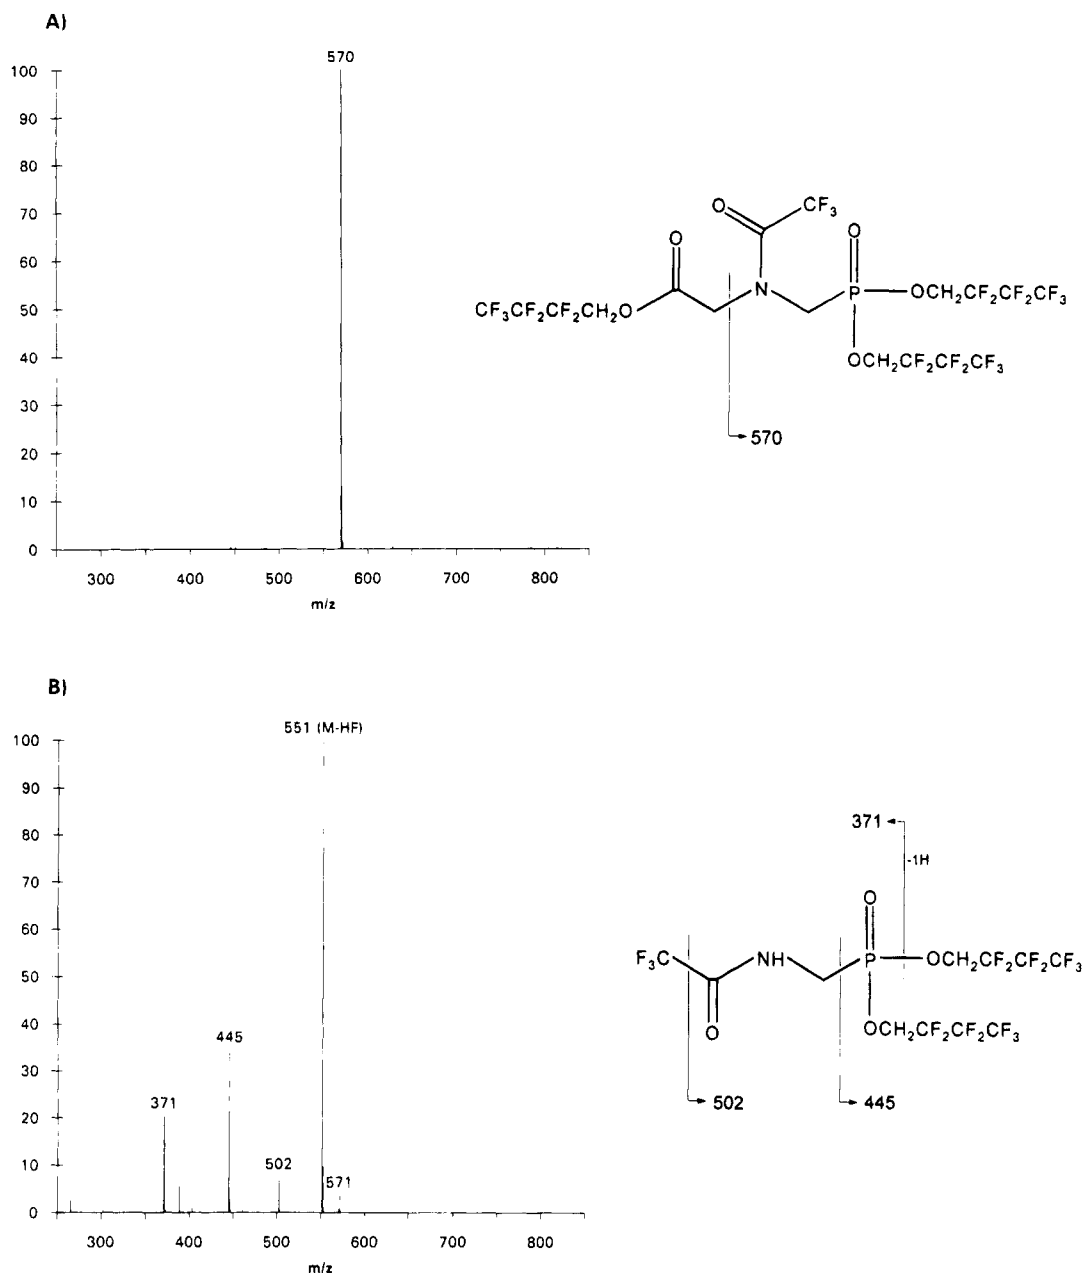 A)
570
100
90
80
70
60
50
40
30
20
10
0
300 400 500 600 700 800
m/z
O
CF₃
O
O
N
P
CF₃CF₂CF₂CH₂O
OCH₂CF₂CF₂CF₃
OCH₂CF₂CF₂CF₃
570
B)
551 (M-HF)
100
90
80
70
60
50
40
30
20
10
0
445
371
502
571
300 400 500 600 700 800
m/z
371
-1H
O
F₃C
NH
P
OCH₂CF₂CF₂CF₃
O
OCH₂CF₂CF₂CF₃
502
445